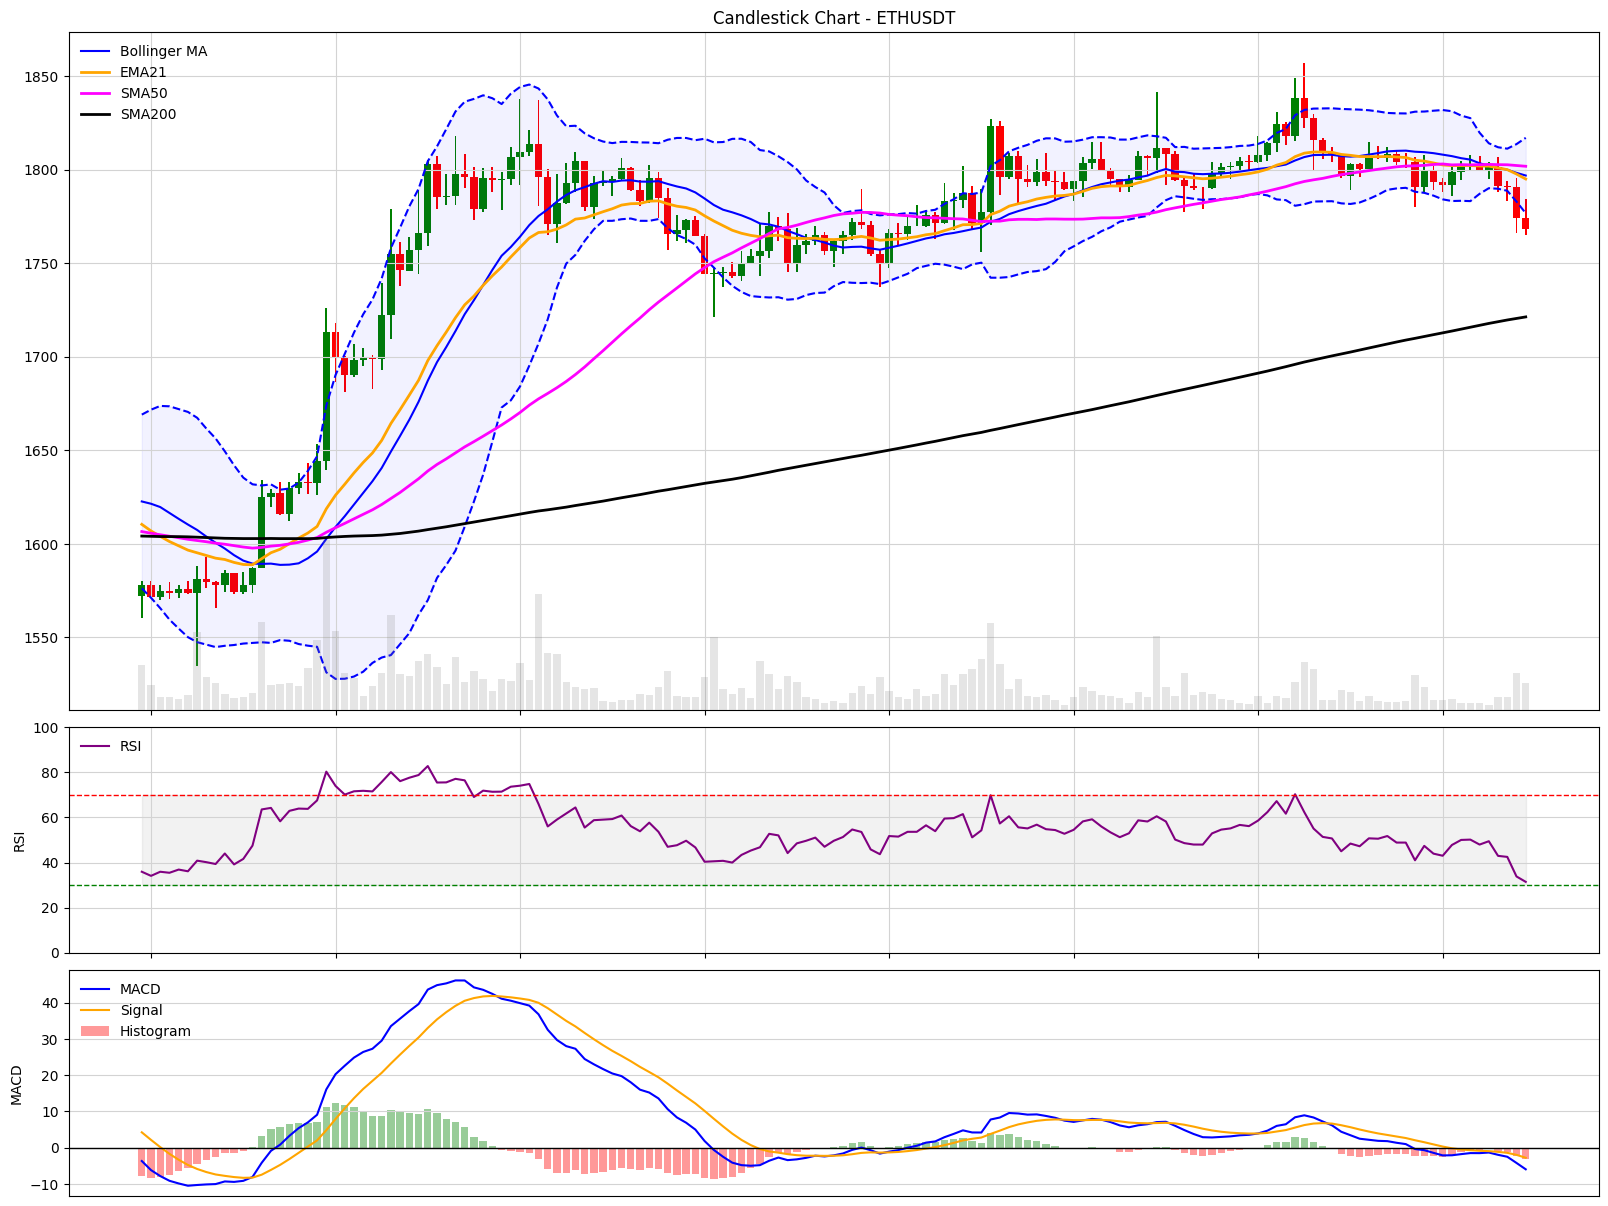 Candlestick Chart - ETHUSDT
Bollinger MA
EMA21
SMA50
SMA200
1850
1800
1750
1700
1650
1600
1550
RSI
100
80
60
40
20
0
RSI
MACD
Signal
Histogram
40
30
20
10
0
−10
MACD